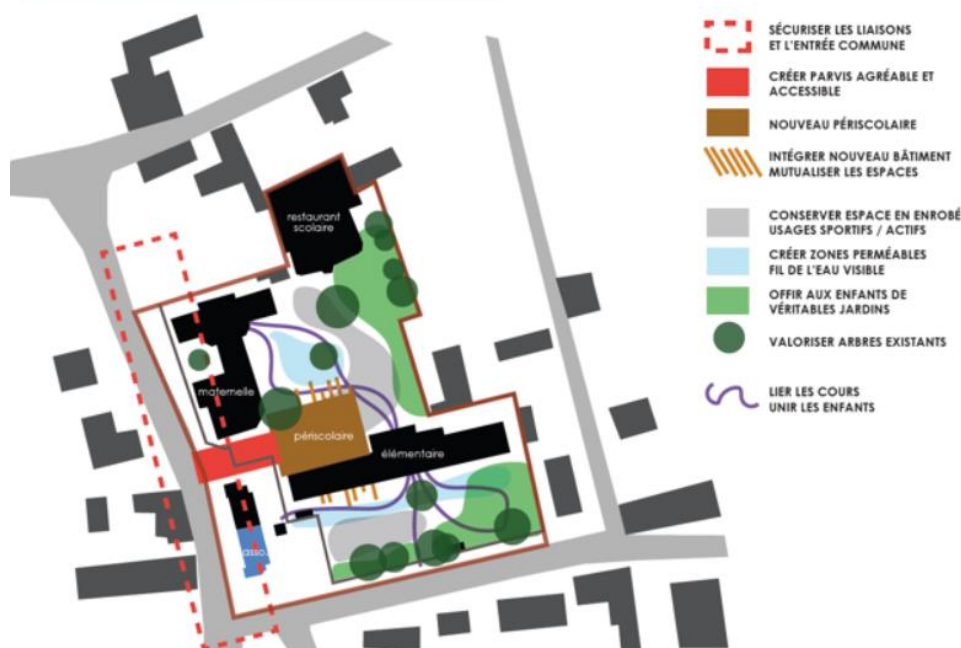 SÉCURISER LES LIAISONS
ET L'ENTRÉE COMMUNE
CRÉER PARVIS AGRÉABLE ET
ACCESSIBLE
NOUVEAU PÉRISCOLAIRE
INTÉGRER NOUVEAU BÂTIMENT
MUTUALISER LES ESPACES
CONSERVER ESPACE EN ENROBÉ
USAGES SPORTIFS / ACTIFS
CRÉER ZONES PERMÉABLES
FIL DE L'EAU VISIBLE
OFFIR AUX ENFANTS DE
VÉRITABLES JARDINS
VALORISER ARBRES EXISTANTS
LIER LES COURS
UNIR LES ENFANTS
restaurant
scolaire
maternelle
périscolaire
élémentaire
asso.